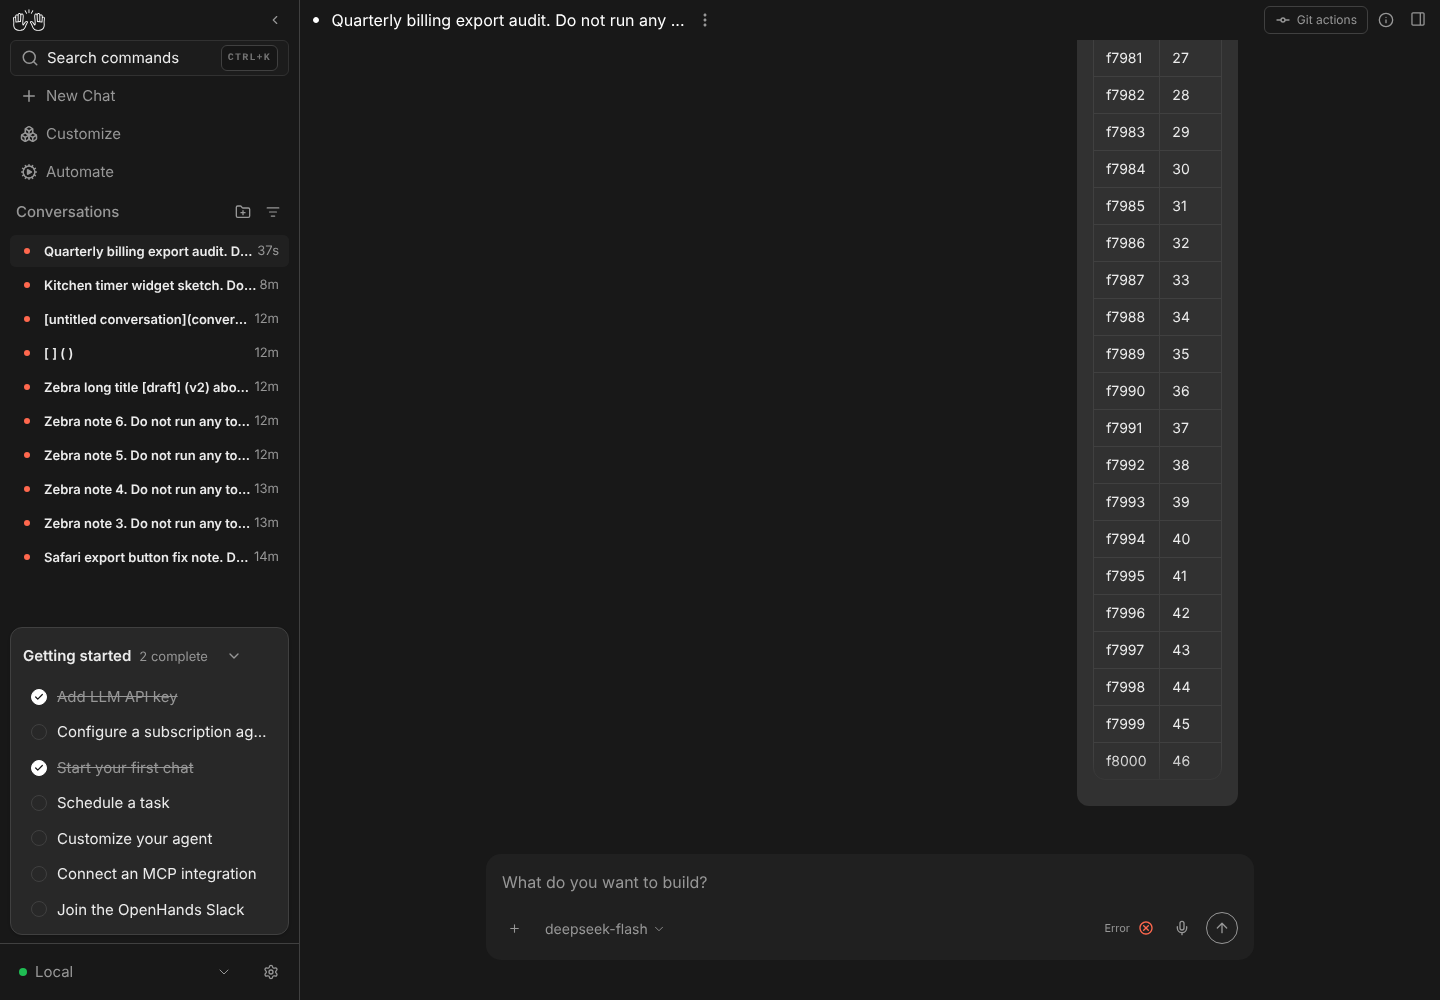 Search commands
CTRL+K
New Chat
Customize
Automate
Conversations
Quarterly billing export audit. D... 37s
Kitchen timer widget sketch. Do... 8m
[untitled conversation](conver... 12m
[ ] ( ) 12m
Zebra long title [draft] (v2) abo... 12m
Zebra note 6. Do not run any to... 12m
Zebra note 5. Do not run any to... 12m
Zebra note 4. Do not run any to... 13m
Zebra note 3. Do not run any to... 13m
Safari export button fix note. D... 14m
Getting started 2 complete
Add LLM API key
Configure a subscription ag...
Start your first chat
Schedule a task
Customize your agent
Connect an MCP integration
Join the OpenHands Slack
Local
Quarterly billing export audit. Do not run any ...
Git actions
f7981 27
f7982 28
f7983 29
f7984 30
f7985 31
f7986 32
f7987 33
f7988 34
f7989 35
f7990 36
f7991 37
f7992 38
f7993 39
f7994 40
f7995 41
f7996 42
f7997 43
f7998 44
f7999 45
f8000 46
What do you want to build?
deepseek-flash
Error